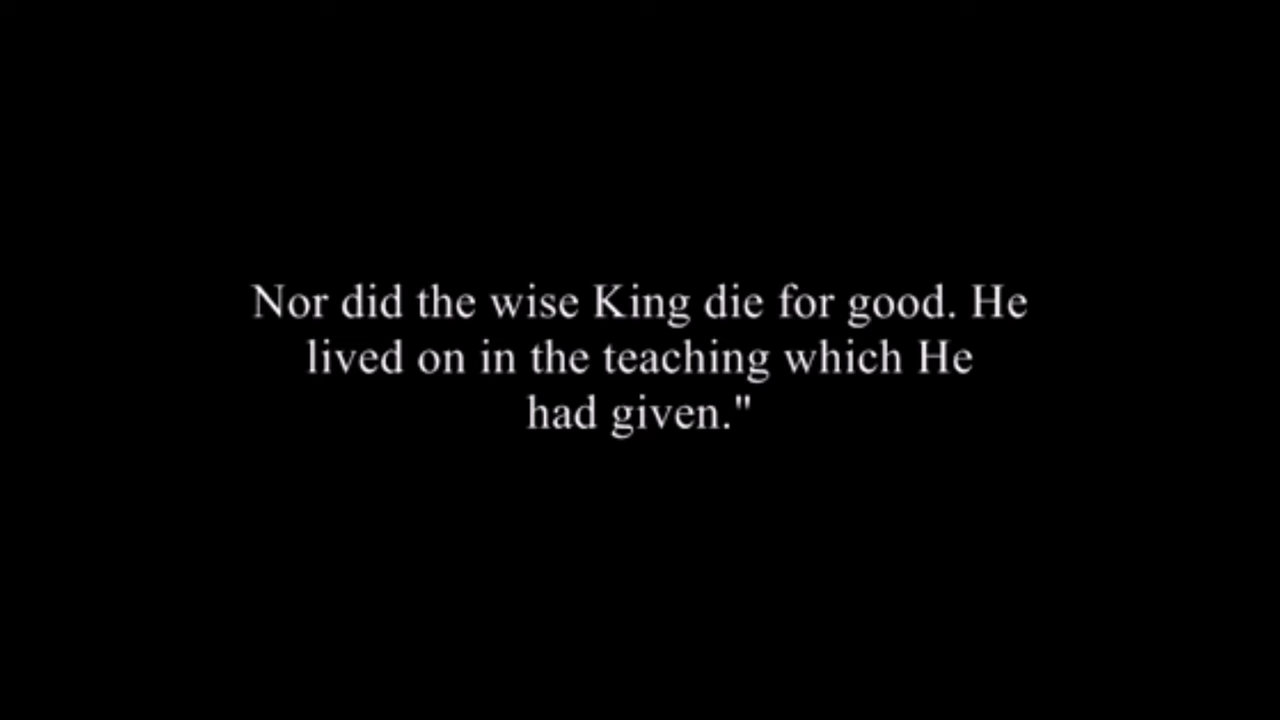 Nor did the wise King die for good. He
lived on in the teaching which He
had given."